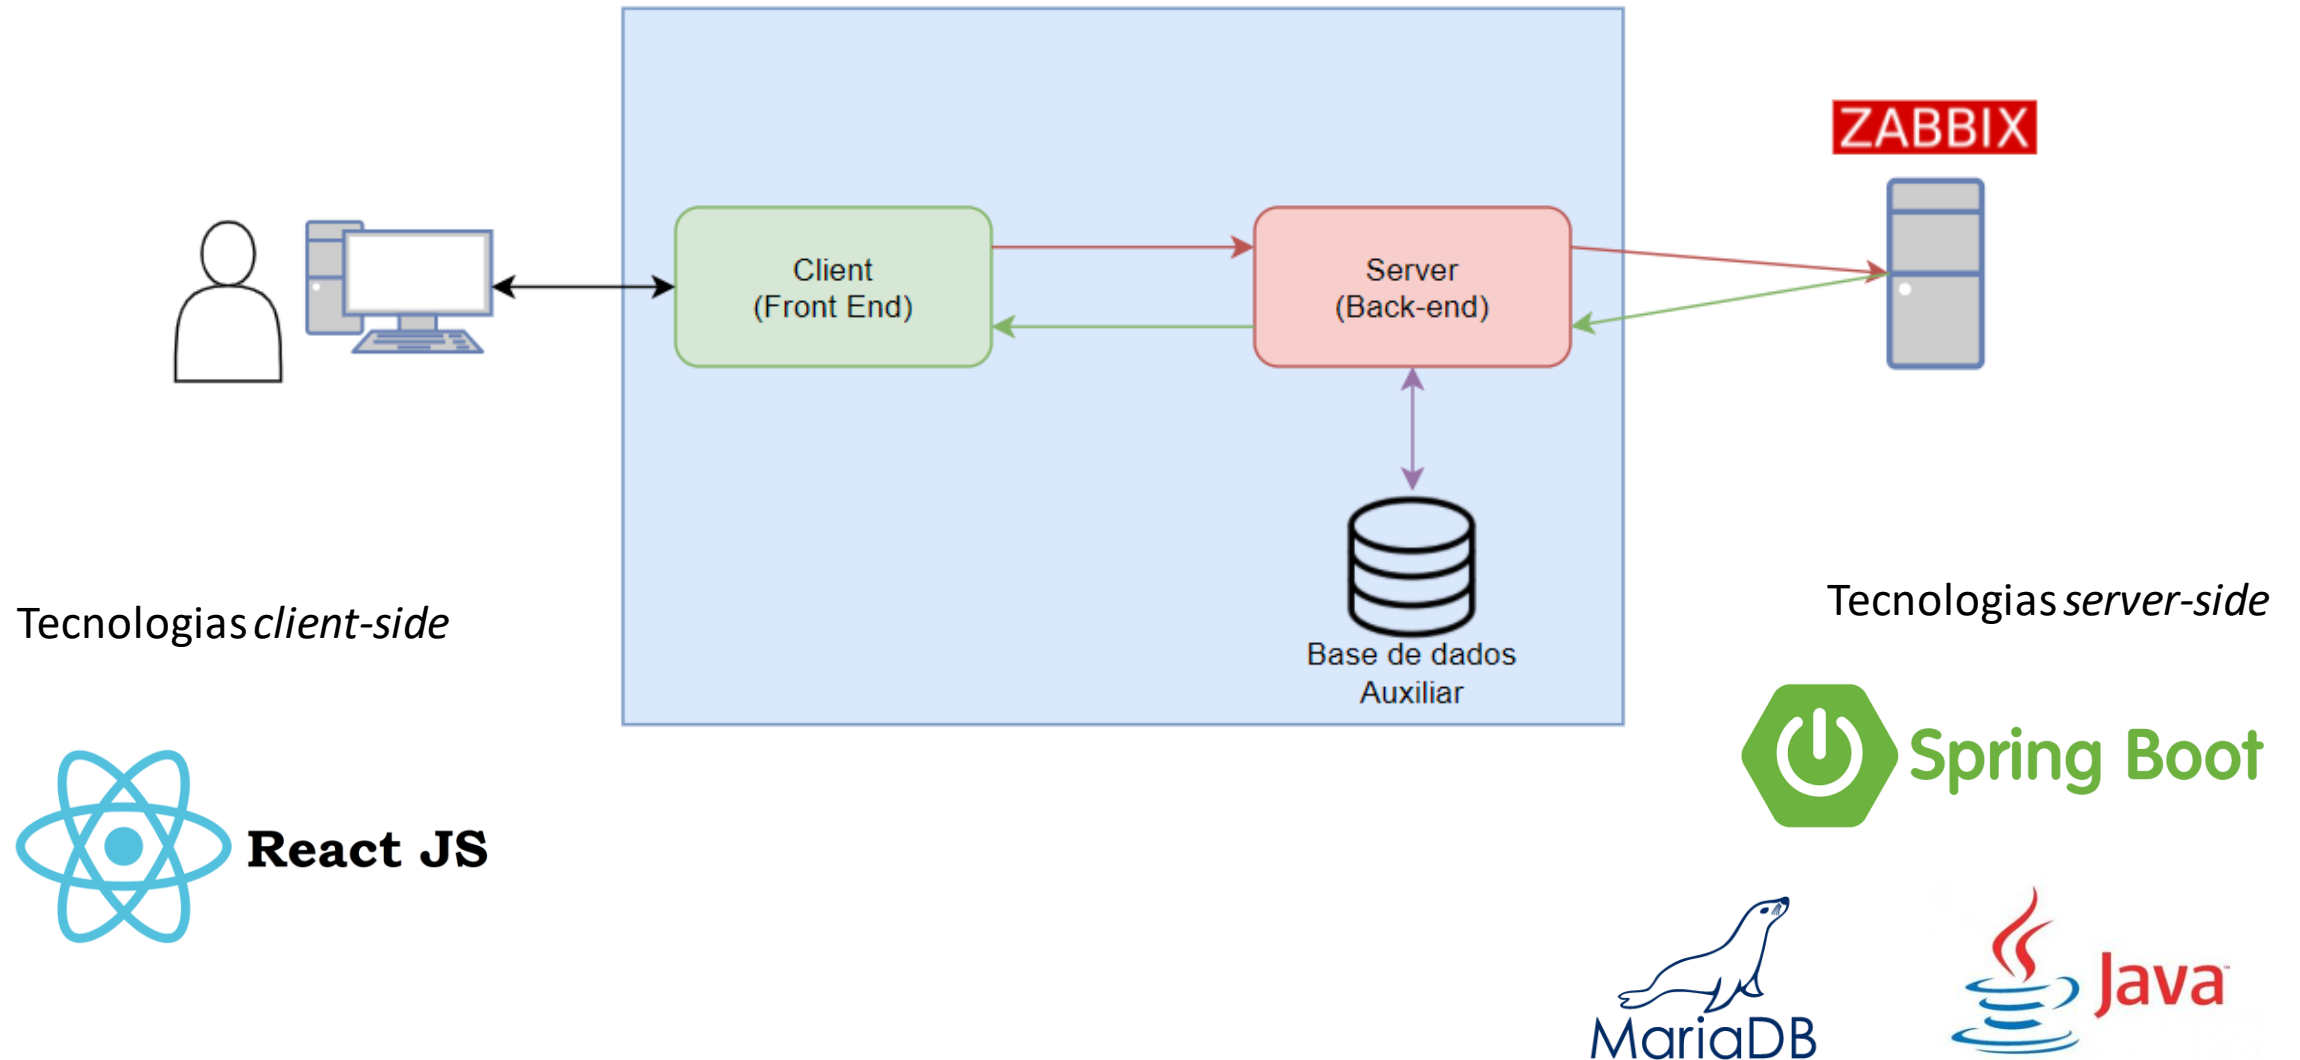 ZABBIX
Client
(Front End)
Server
(Back-end)
Base de dados
Auxiliar
Tecnologias client-side
Tecnologias server-side
React JS
Spring Boot
MariaDB
Java™